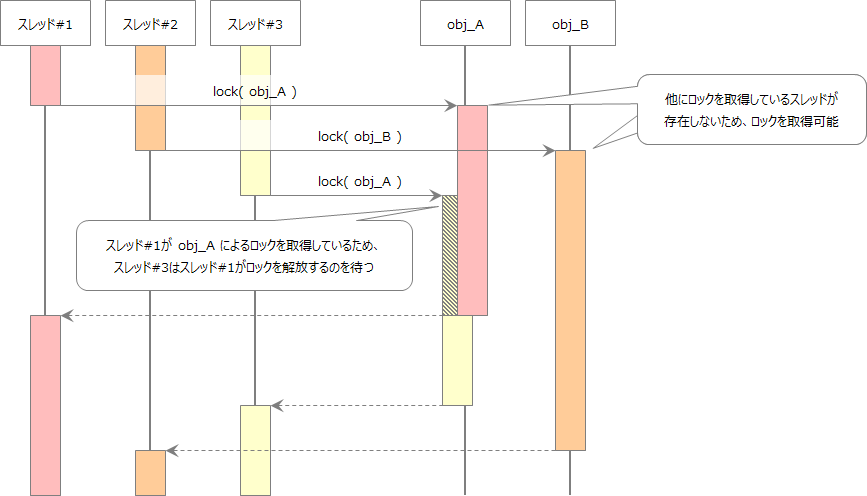 スレッド#1
スレッド#2
スレッド#3
obj_A
obj_B
lock( obj_A )
他にロックを取得しているスレッドが
存在しないため、ロックを取得可能
lock( obj_B )
lock( obj_A )
スレッド#1が obj_A によるロックを取得しているため、
スレッド#3はスレッド#1がロックを解放するのを待つ